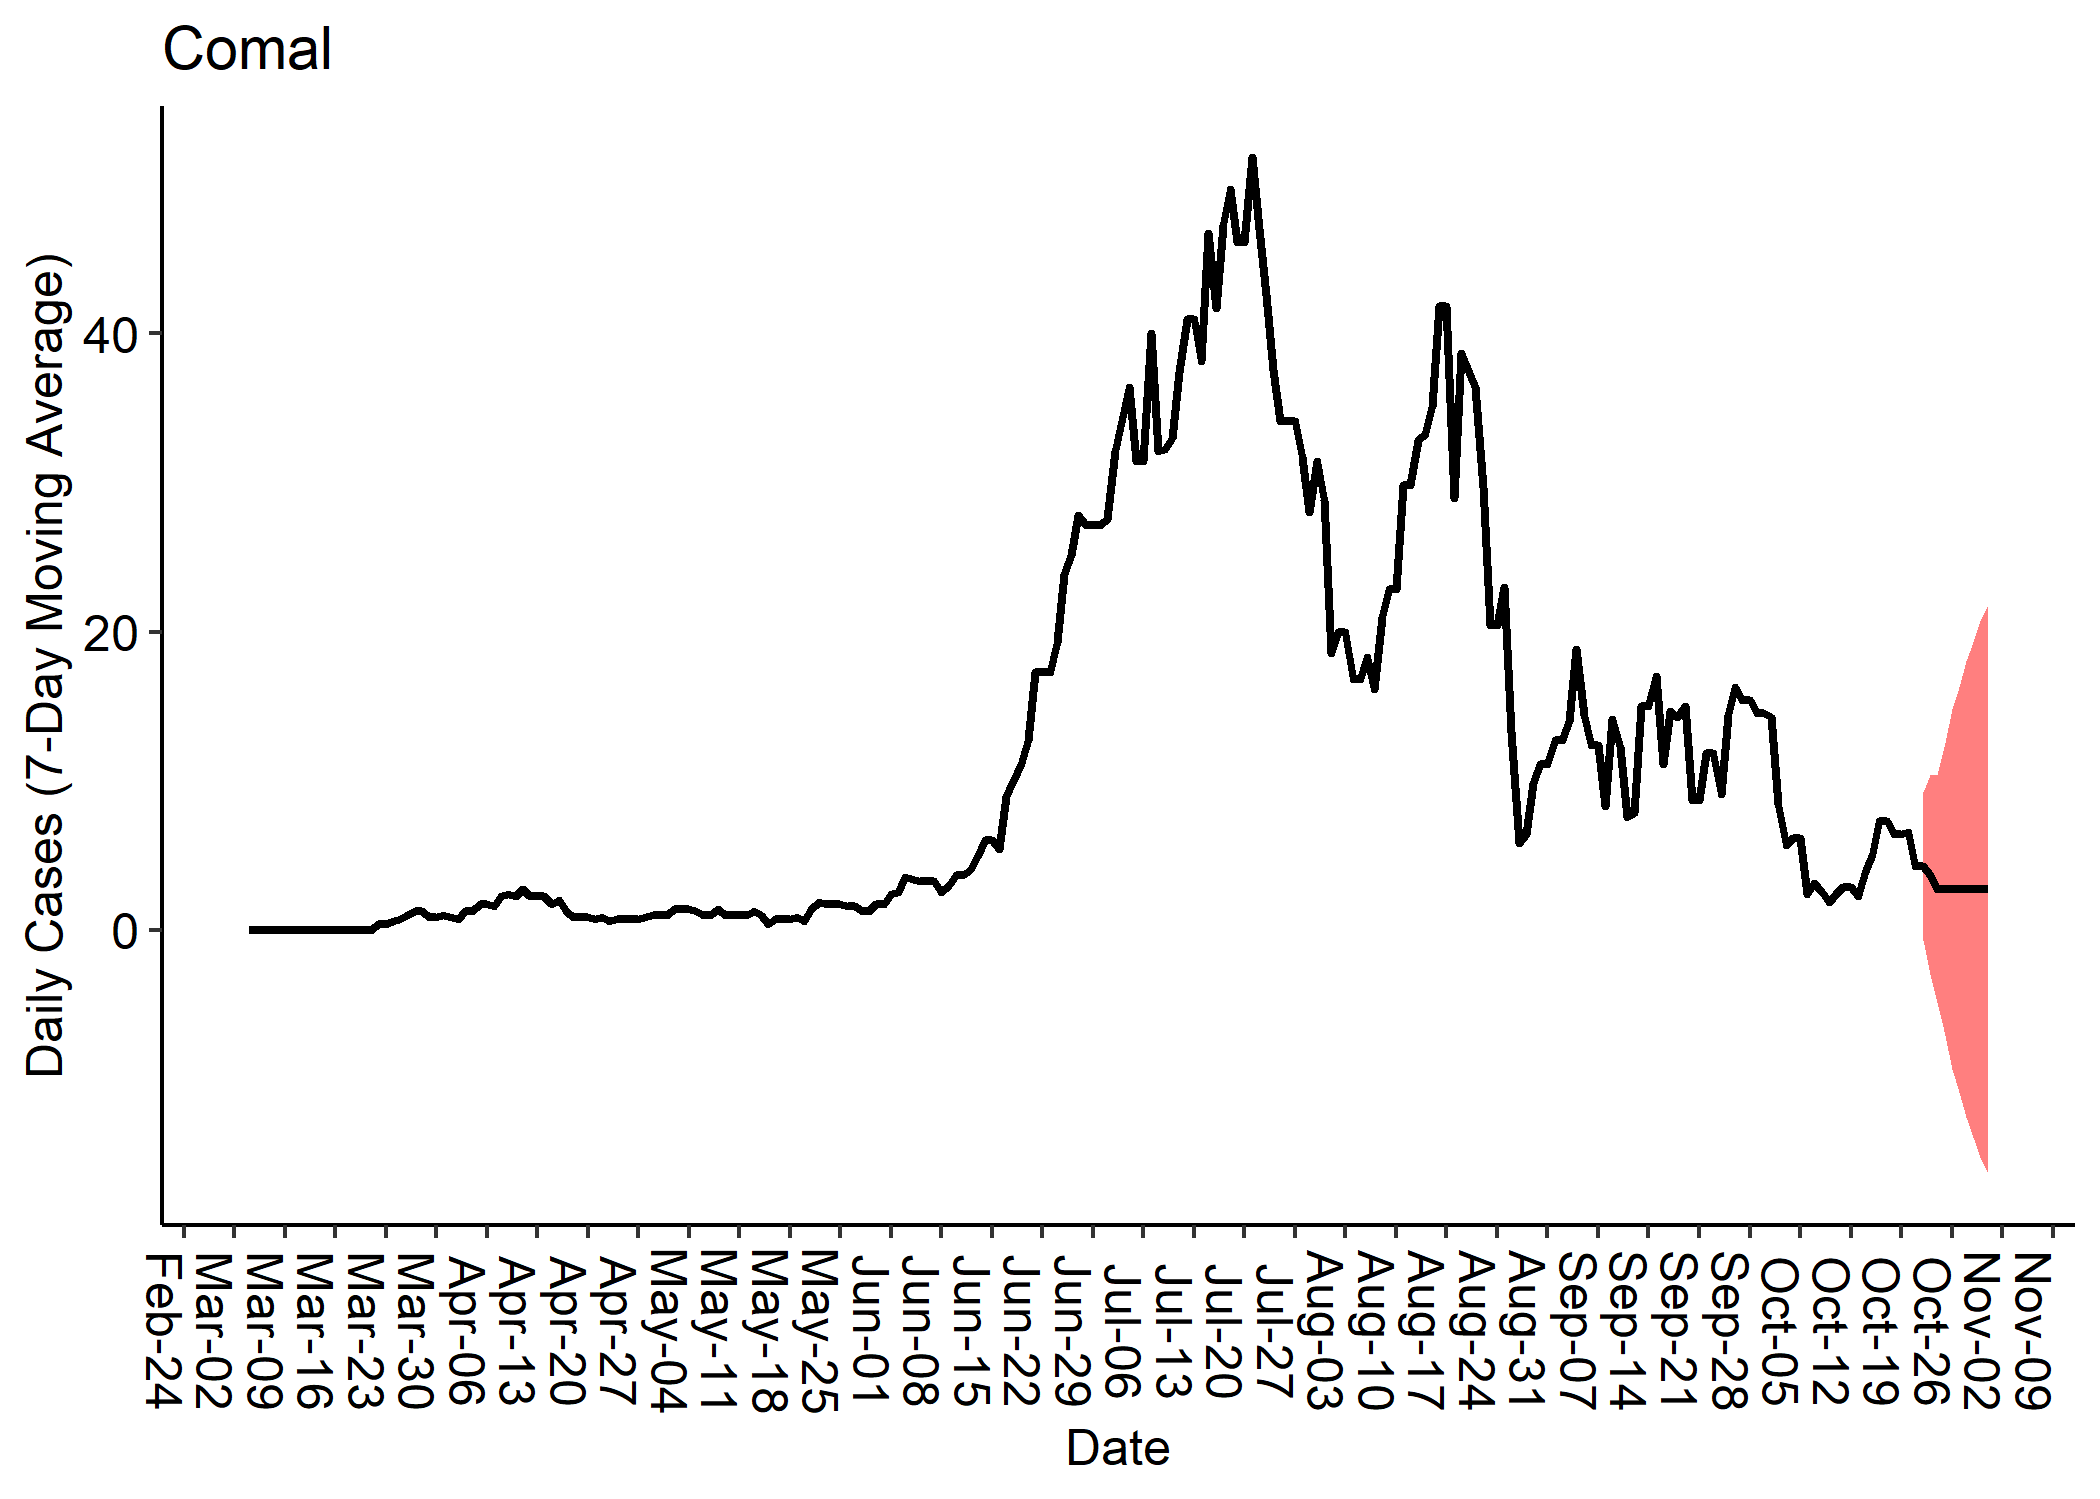 Comal
Daily Cases (7-Day Moving Average)
40
20
0
Feb-24
Mar-02
Mar-09
Mar-16
Mar-23
Mar-30
Apr-06
Apr-13
Apr-20
Apr-27
May-04
May-11
May-18
May-25
Jun-01
Jun-08
Jun-15
Jun-22
Jun-29
Jul-06
Jul-13
Jul-20
Jul-27
Aug-03
Aug-10
Aug-17
Aug-24
Aug-31
Sep-07
Sep-14
Sep-21
Sep-28
Oct-05
Oct-12
Oct-19
Oct-26
Nov-02
Nov-09
Date